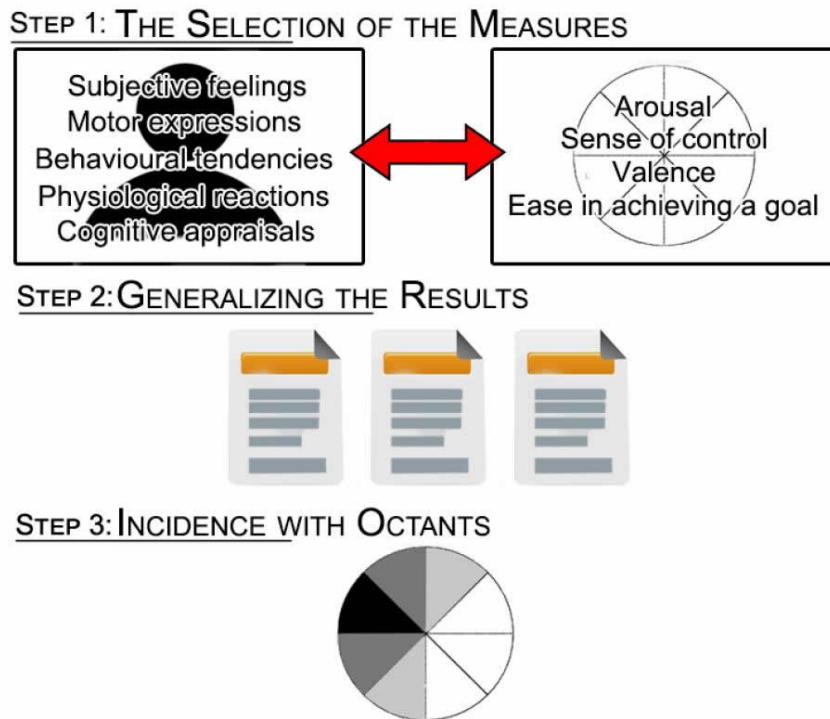 STEP 1: THE SELECTION OF THE MEASURES
Subjective feelings
Motor expressions
Behavioural tendencies
Physiological reactions
Cognitive appraisals
Arousal
Sense of control
Valence
Ease in achieving a goal
STEP 2: GENERALIZING THE RESULTS
STEP 3: INCIDENCE WITH OCTANTS